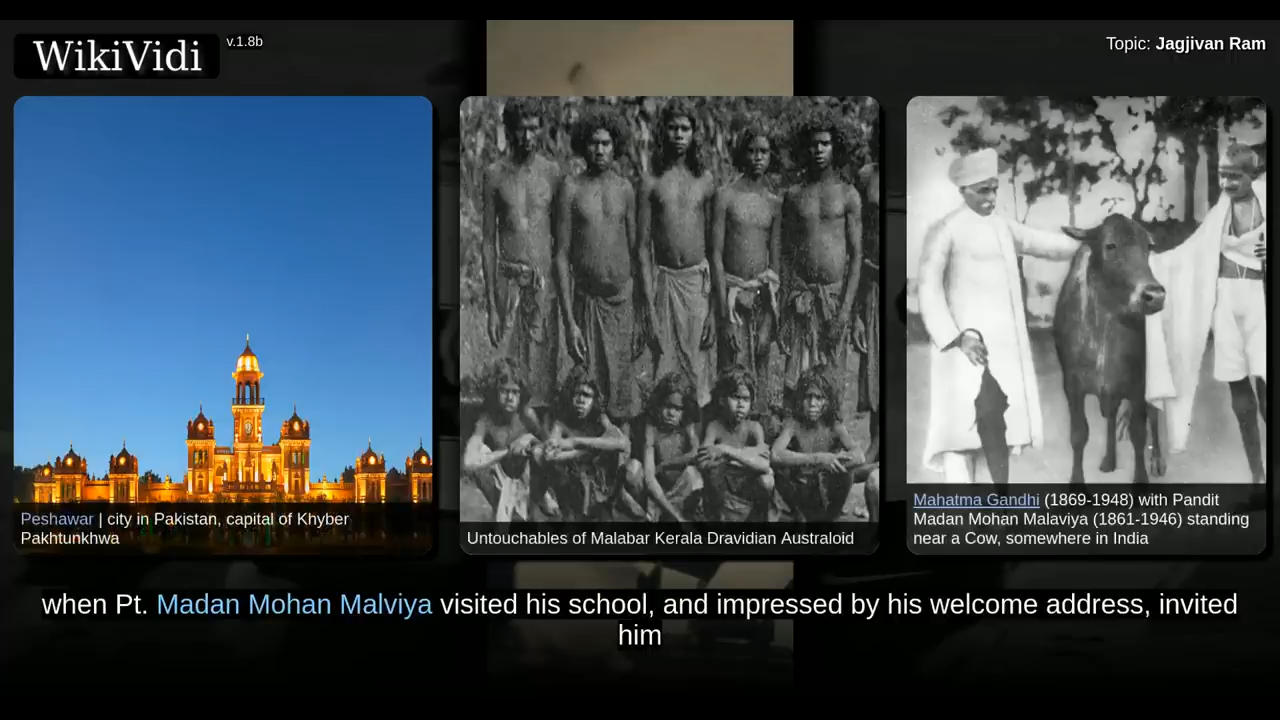 WikiVidi
v.1.8b
Topic: Jagjivan Ram
Peshawar | city in Pakistan, capital of Khyber
Pakhtunkhwa
Untouchables of Malabar Kerala Dravidian Australoid
Mahatma Gandhi (1869-1948) with Pandit
Madan Mohan Malaviya (1861-1946) standing
near a Cow, somewhere in India
when Pt. Madan Mohan Malviya visited his school, and impressed by his welcome address, invited
him